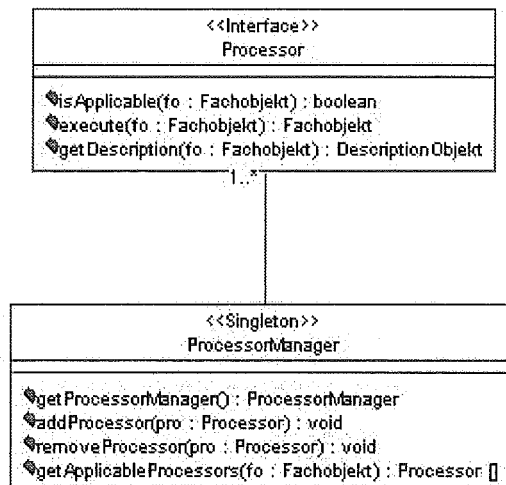 <<Interface>>
Processor
isApplicable(fo : Fachobjekt) : boolean
execute(fo : Fachobjekt) : Fachobjekt
getDescription(fo : Fachobjekt) : DescriptionObjekt
1..*
<<Singleton>>
ProcessorManager
getProcessorManager() : ProcessorManager
addProcessor(pro : Processor) : void
removeProcessor(pro : Processor) : void
getApplicableProcessors(fo : Fachobjekt) : Processor []